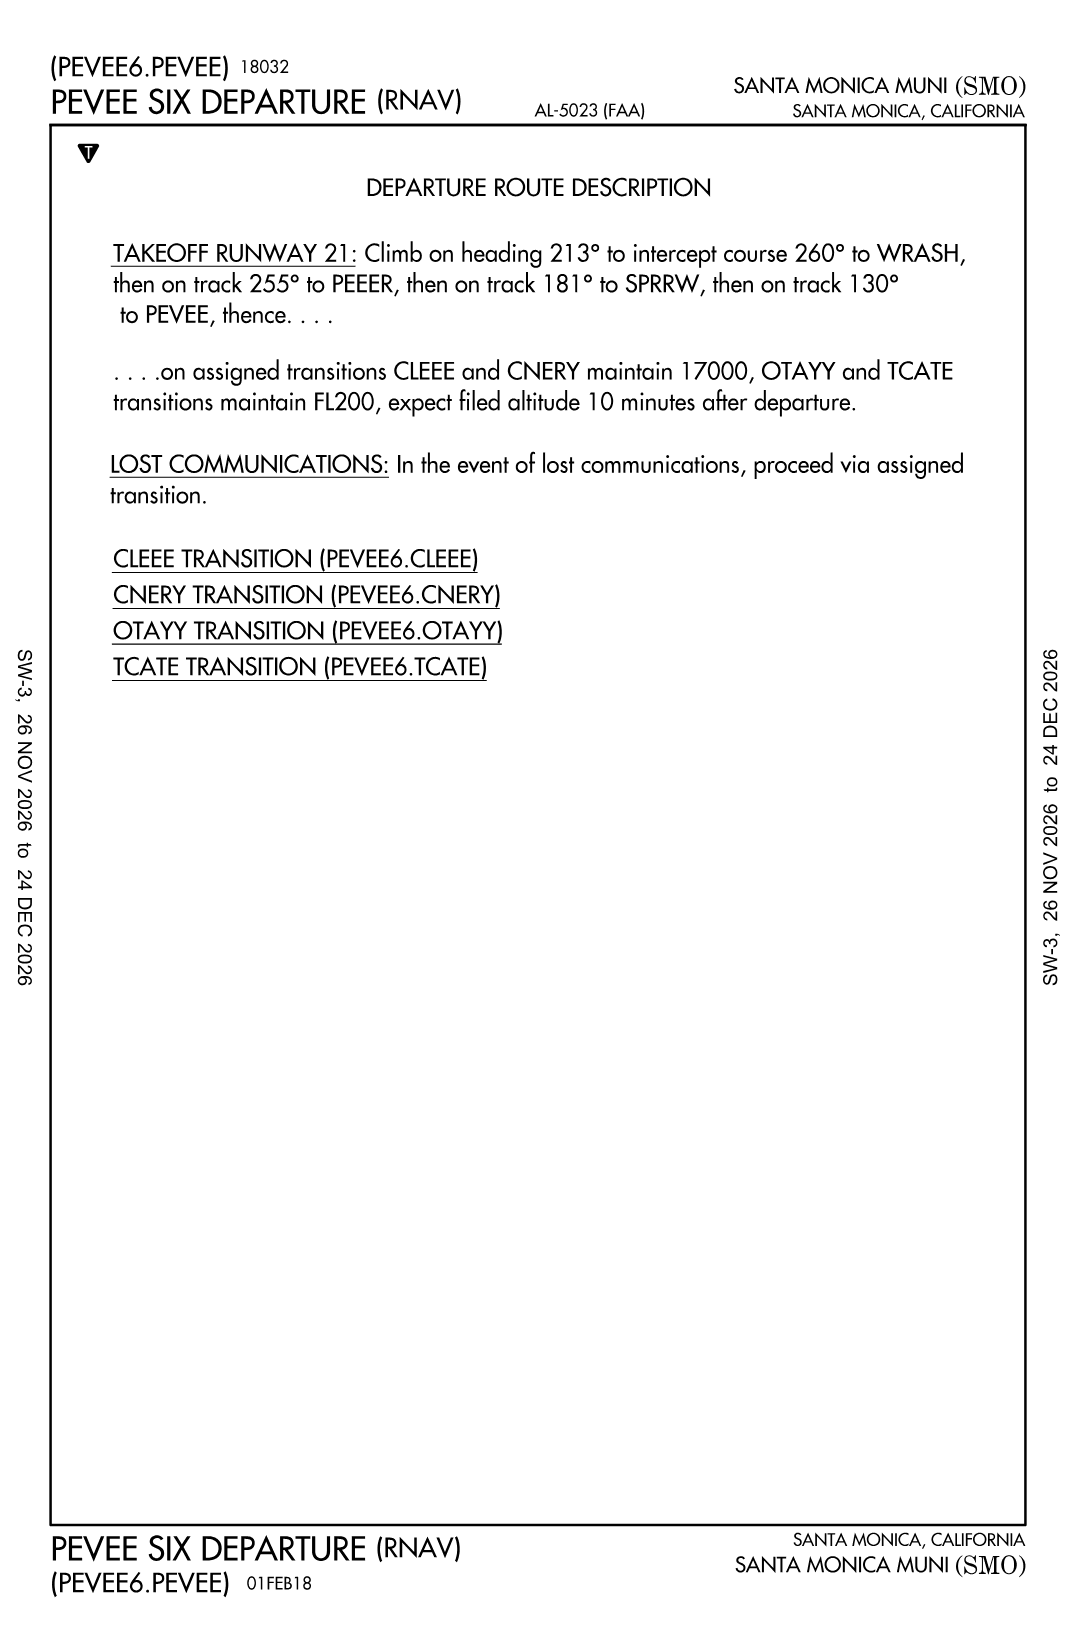 (PEVEE6.PEVEE) 18032
PEVEE SIX DEPARTURE (RNAV)
AL-5023 (FAA)
SANTA MONICA MUNI (SMO)
SANTA MONICA, CALIFORNIA
T
DEPARTURE ROUTE DESCRIPTION
TAKEOFF RUNWAY 21: Climb on heading 213° to intercept course 260° to WRASH,
then on track 255° to PEEER, then on track 181° to SPRRW, then on track 130°
to PEVEE, thence. . . .
. . . .on assigned transitions CLEEE and CNERY maintain 17000, OTAYY and TCATE
transitions maintain FL200, expect filed altitude 10 minutes after departure.
LOST COMMUNICATIONS: In the event of lost communications, proceed via assigned
transition.
CLEEE TRANSITION (PEVEE6.CLEEE)
CNERY TRANSITION (PEVEE6.CNERY)
OTAYY TRANSITION (PEVEE6.OTAYY)
TCATE TRANSITION (PEVEE6.TCATE)
SW-3, 26 NOV 2026 to 24 DEC 2026
SW-3, 26 NOV 2026 to 24 DEC 2026
PEVEE SIX DEPARTURE (RNAV)
(PEVEE6.PEVEE) 01FEB18
SANTA MONICA, CALIFORNIA
SANTA MONICA MUNI (SMO)